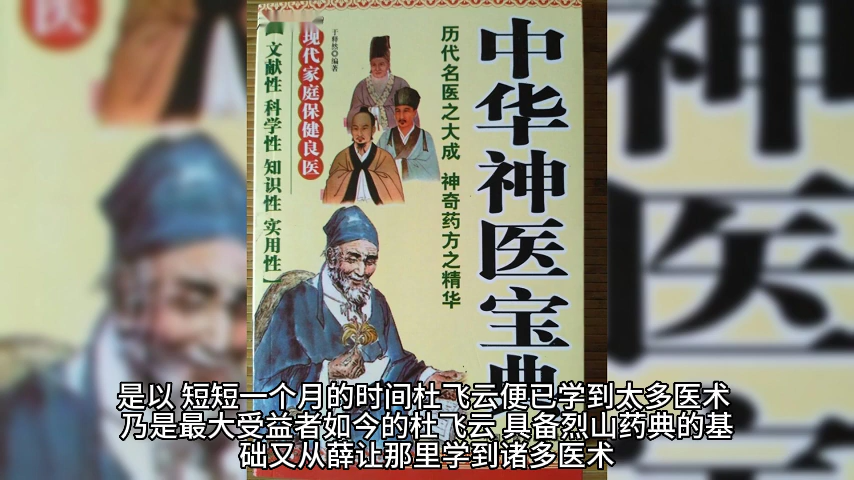 中华神医宝典
历代名医之大成 神奇药方之精华
于释然◎编著
现代家庭保健良医
文献性 科学性 知识性 实用性】
是以 短短一个月的时间杜飞云便已学到太多医术
乃是最大受益者如今的杜飞云 具备烈山药典的基
础又从薛让那里学到诸多医术